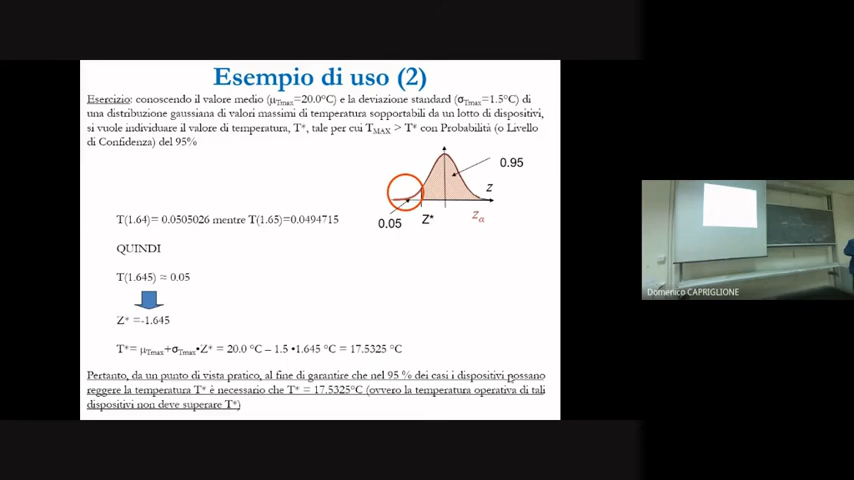 Esempio di uso (2)
Esercizio: conoscendo il valore medio (μTmax=20.0°C) e la deviazione standard (σTmax=1.5°C) di
una distribuzione gaussiana di valori massimi di temperatura sopportabili da un lotto di dispositivi,
si vuole individuare il valore di temperatura, T*, tale per cui TMAX > T* con Probabilità (o Livello
di Confidenza) del 95%
0.95
z
0.05
Z*
zα
T(1.64)= 0.0505026 mentre T(1.65)=0.0494715
QUINDI
T(1.645) ≈ 0.05
Z* =-1.645
T*= μTmax+σTmax•Z* = 20.0 °C – 1.5 •1.645 °C = 17.5325 °C
Pertanto, da un punto di vista pratico, al fine di garantire che nel 95 % dei casi i dispositivi possano
reggere la temperatura T* è necessario che T* = 17.5325°C (ovvero la temperatura operativa di tali
dispositivi non deve superare T*)
Domenico CAPRIGLIONE